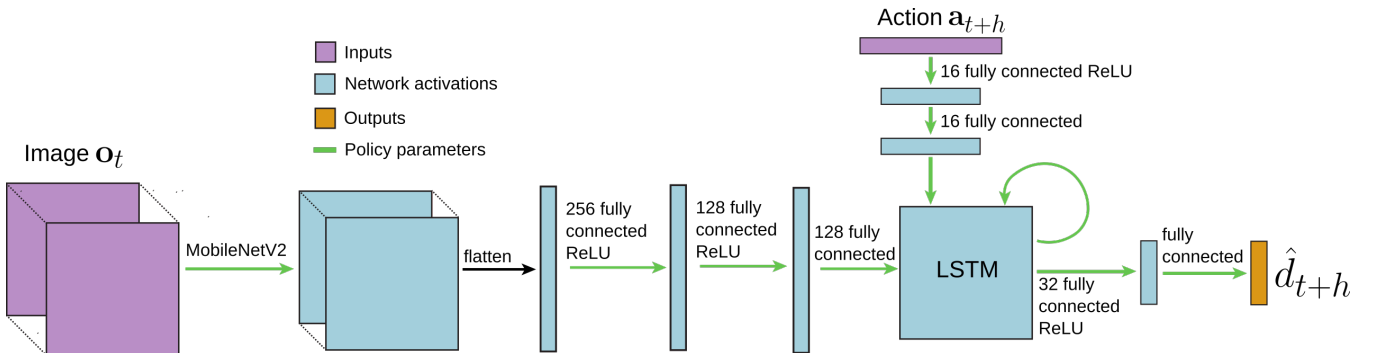 Action a_{t+h}
Inputs
Network activations
Outputs
Policy parameters
16 fully connected ReLU
16 fully connected
Image o_t
MobileNetV2
flatten
256 fully
connected
ReLU
128 fully
connected
ReLU
128 fully
connected
LSTM
32 fully
connected
ReLU
fully
connected
\hat{d}_{t+h}